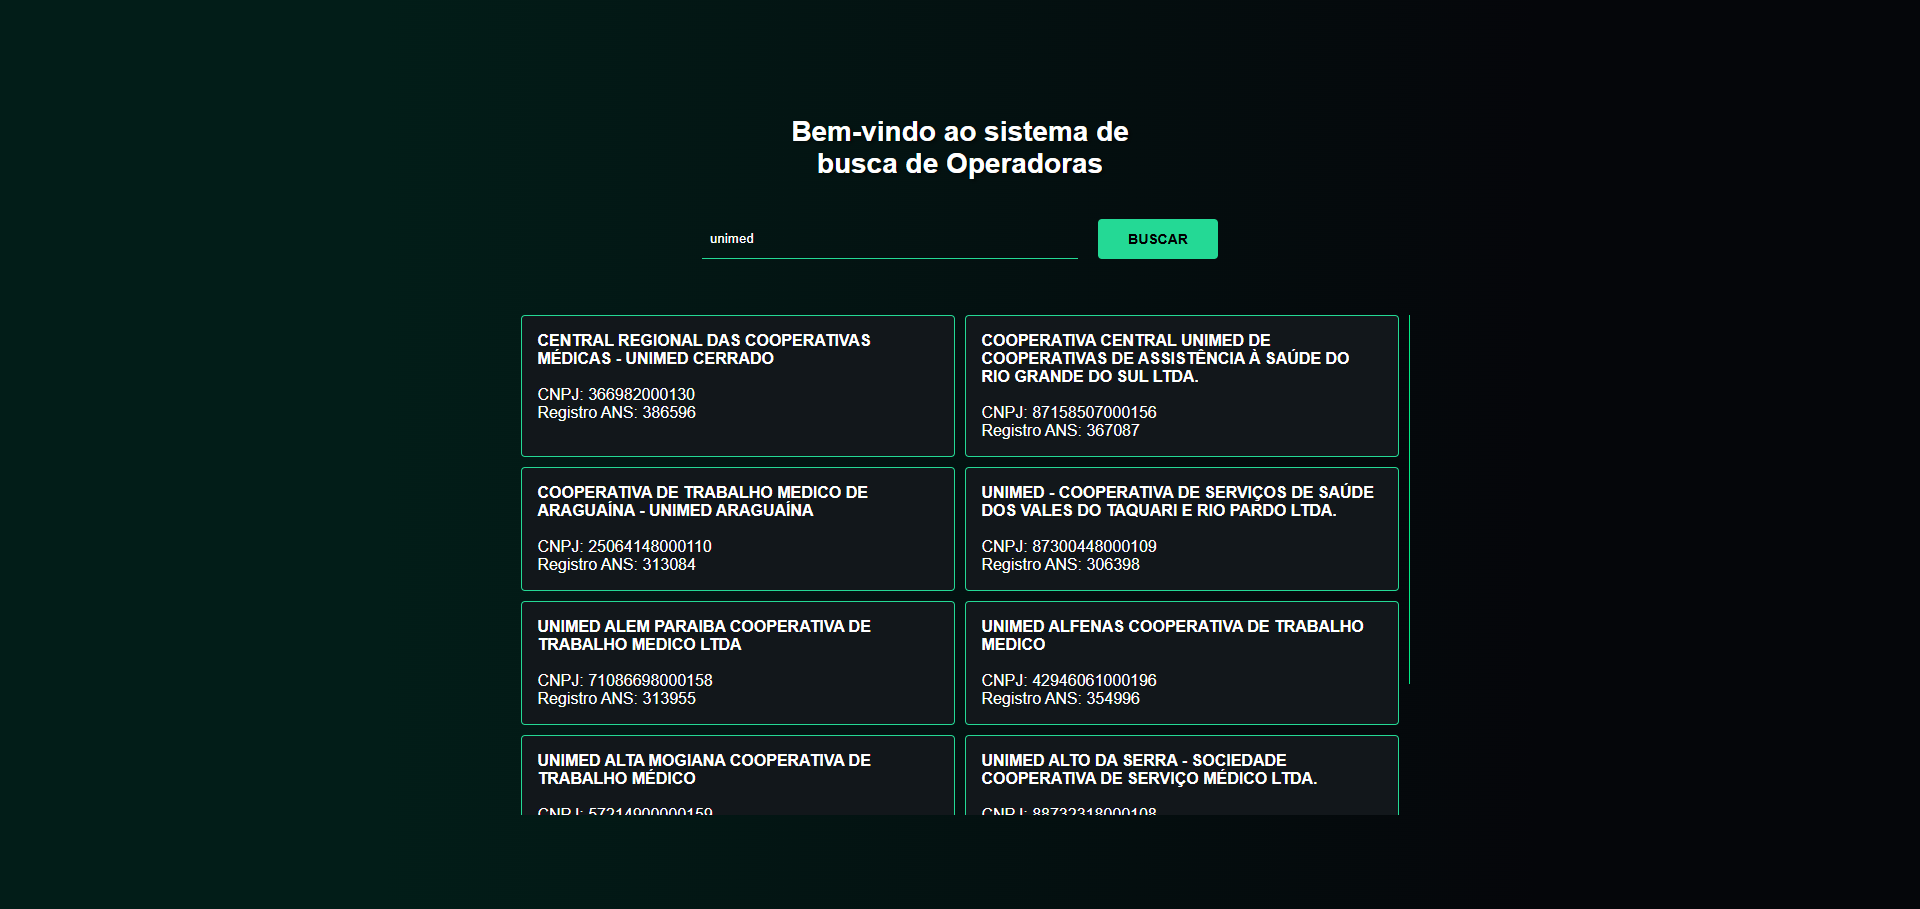 Bem-vindo ao sistema de
busca de Operadoras
unimed
BUSCAR
CENTRAL REGIONAL DAS COOPERATIVAS
MÉDICAS - UNIMED CERRADO
CNPJ: 366982000130
Registro ANS: 386596
COOPERATIVA CENTRAL UNIMED DE
COOPERATIVAS DE ASSISTÊNCIA À SAÚDE DO
RIO GRANDE DO SUL LTDA.
CNPJ: 87158507000156
Registro ANS: 367087
COOPERATIVA DE TRABALHO MEDICO DE
ARAGUAÍNA - UNIMED ARAGUAÍNA
CNPJ: 25064148000110
Registro ANS: 313084
UNIMED - COOPERATIVA DE SERVIÇOS DE SAÚDE
DOS VALES DO TAQUARI E RIO PARDO LTDA.
CNPJ: 87300448000109
Registro ANS: 306398
UNIMED ALEM PARAIBA COOPERATIVA DE
TRABALHO MEDICO LTDA
CNPJ: 71086698000158
Registro ANS: 313955
UNIMED ALFENAS COOPERATIVA DE TRABALHO
MEDICO
CNPJ: 42946061000196
Registro ANS: 354996
UNIMED ALTA MOGIANA COOPERATIVA DE
TRABALHO MÉDICO
CNPJ: 57214900000159
UNIMED ALTO DA SERRA - SOCIEDADE
COOPERATIVA DE SERVIÇO MÉDICO LTDA.
CNPJ: 88732318000108